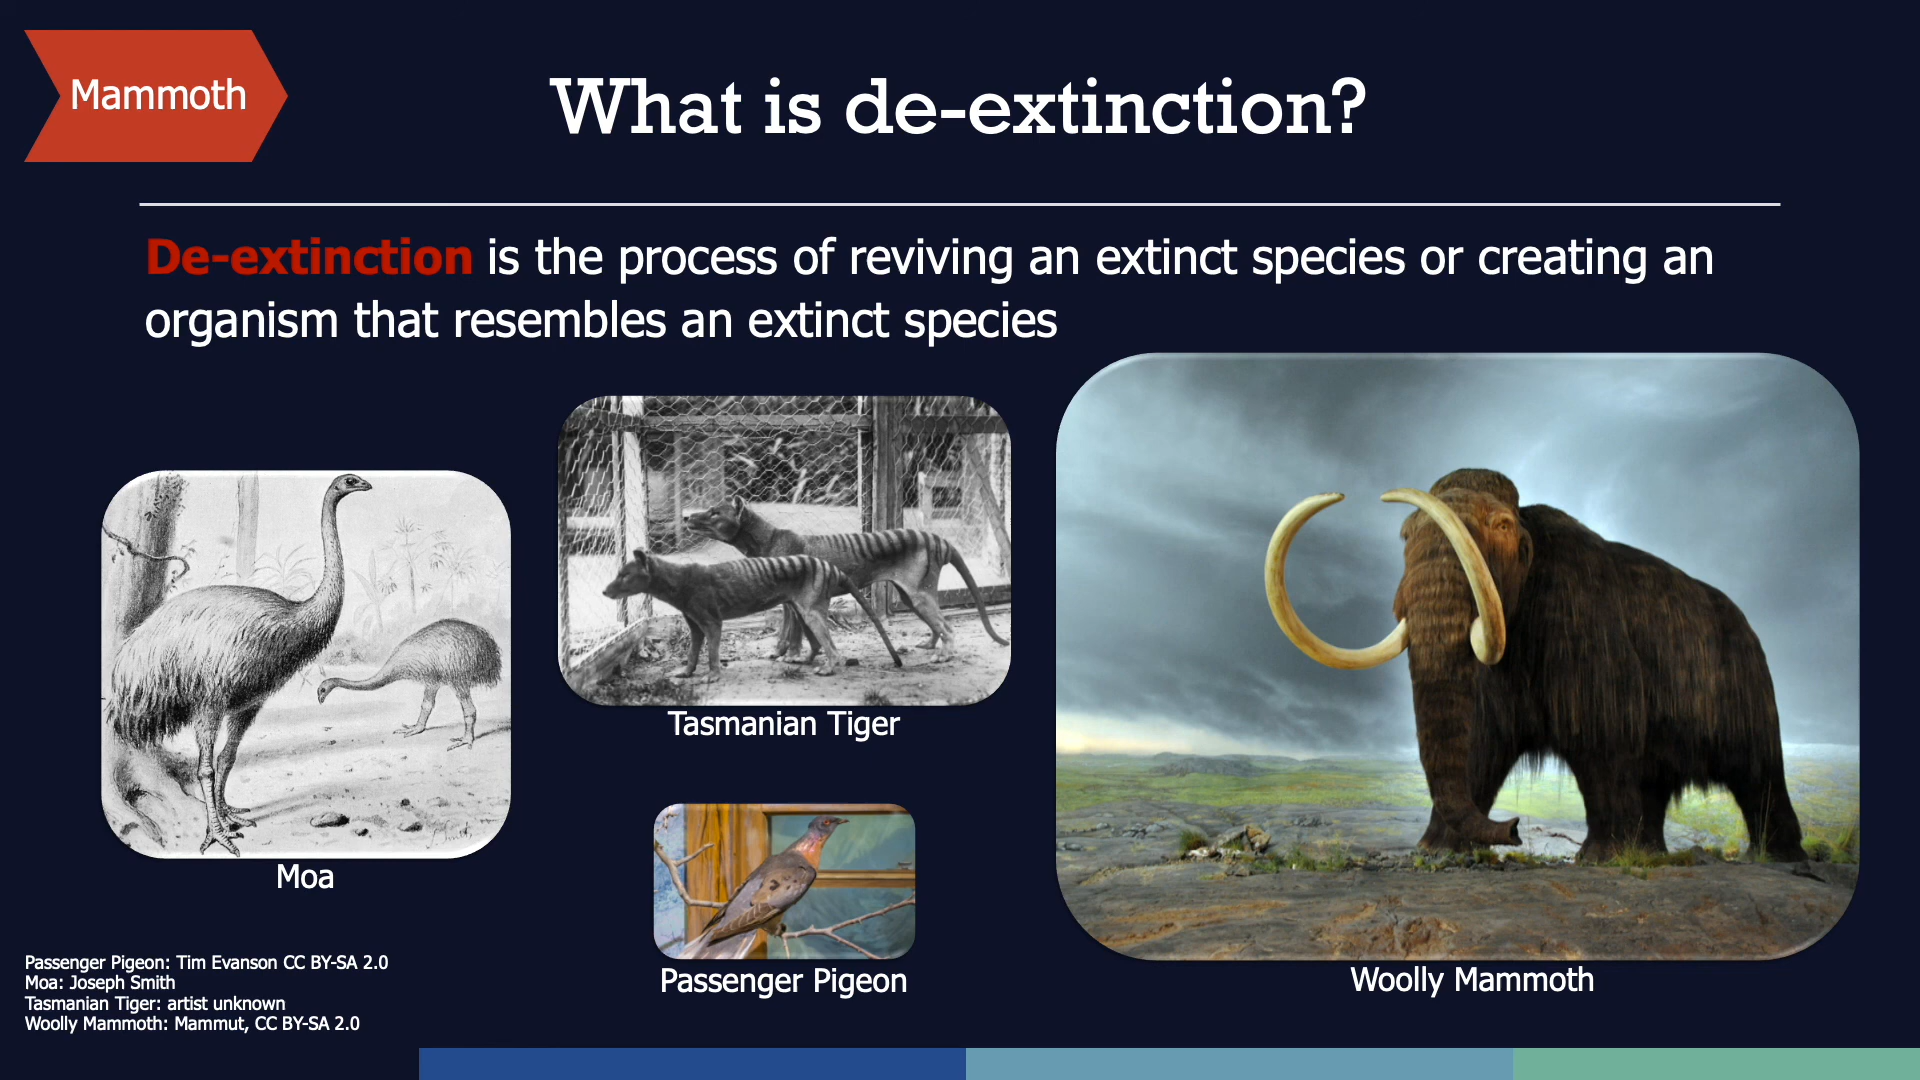 Mammoth
What is de-extinction?
De-extinction is the process of reviving an extinct species or creating an
organism that resembles an extinct species
Tasmanian Tiger
Moa
Passenger Pigeon
Woolly Mammoth
Passenger Pigeon: Tim Evanson CC BY-SA 2.0
Moa: Joseph Smith
Tasmanian Tiger: artist unknown
Woolly Mammoth: Mammut, CC BY-SA 2.0